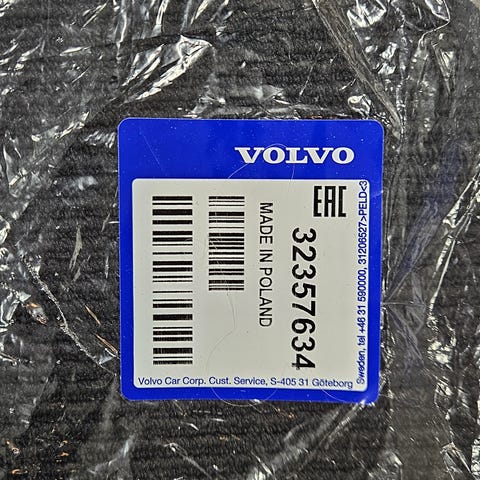 VOLVO
EAC
32357634
MADE IN POLAND
Volvo Car Corp. Cust. Service, S-405 31 Göteborg
Sweden, tel +46 31 590000, 31206527>PELD<3